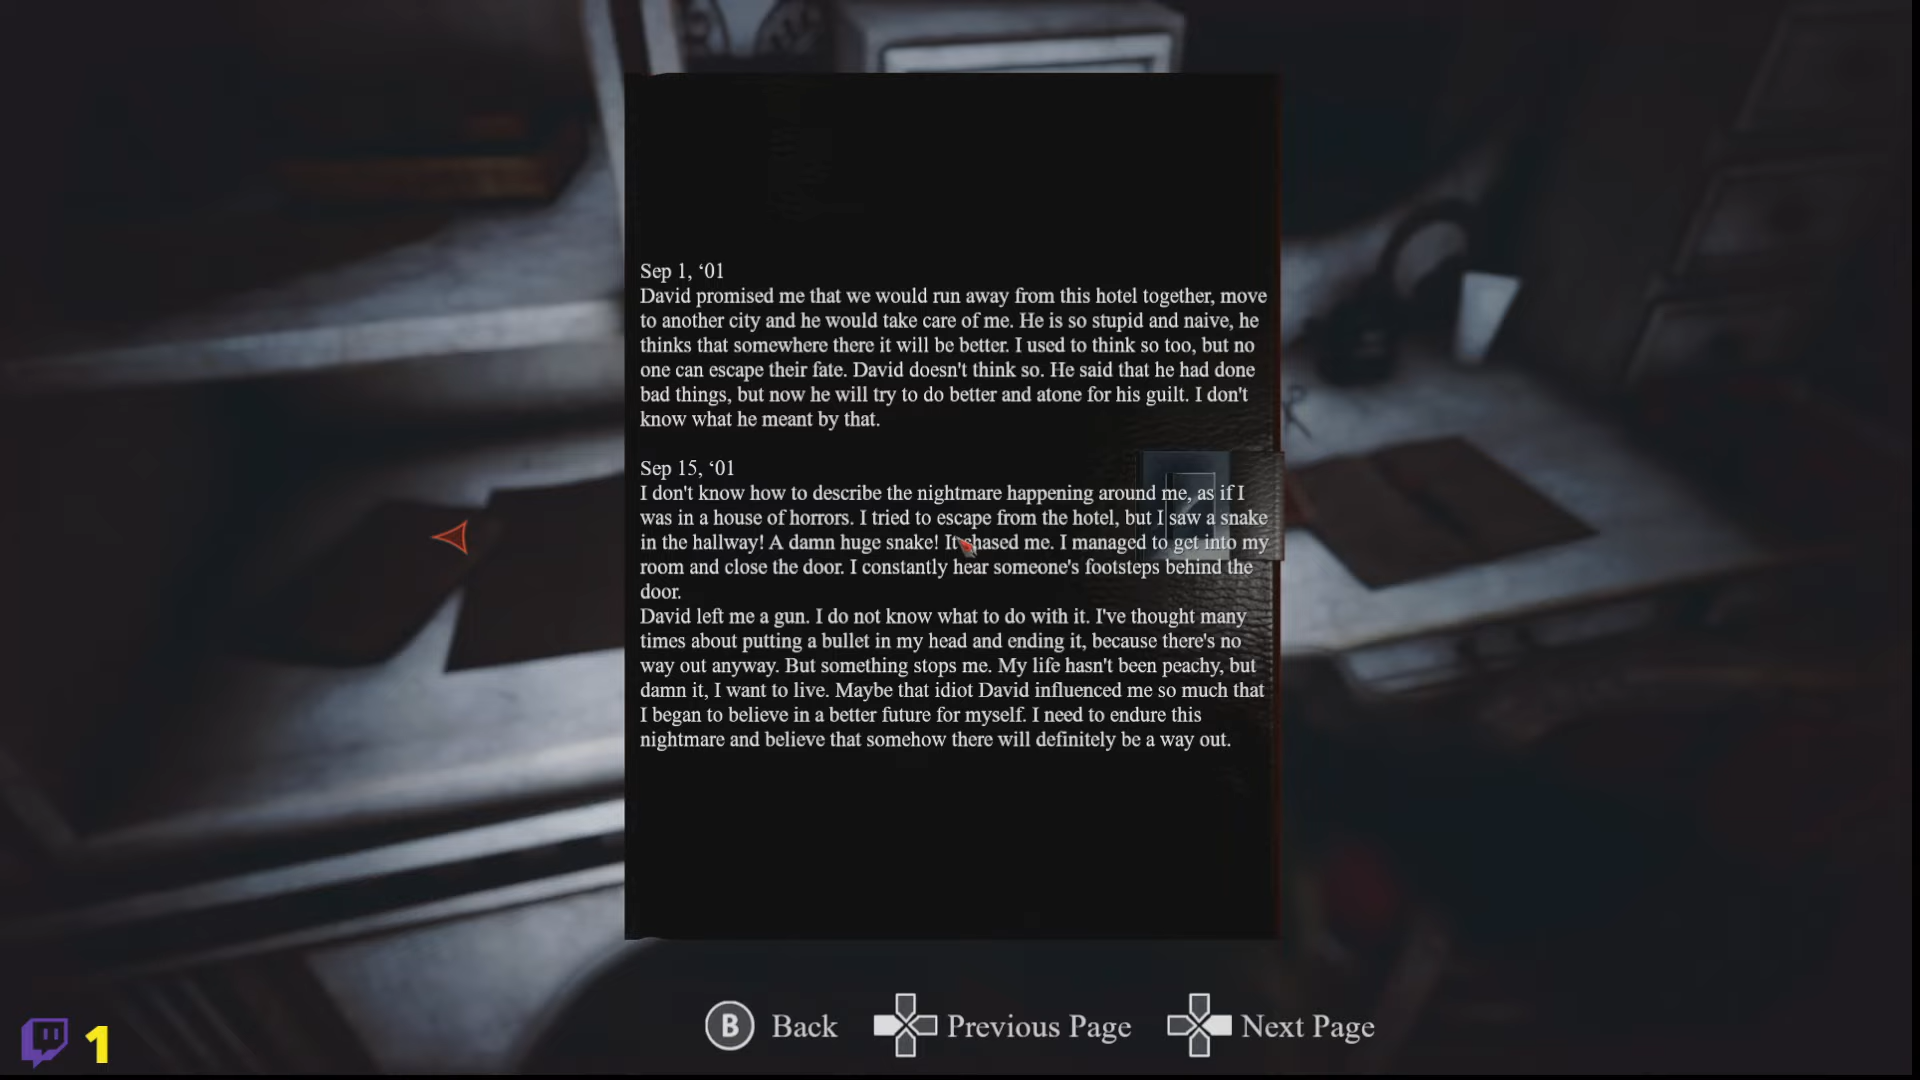 Sep 1, ‘01
David promised me that we would run away from this hotel together, move
to another city and he would take care of me. He is so stupid and naive, he
thinks that somewhere there it will be better. I used to think so too, but no
one can escape their fate. David doesn't think so. He said that he had done
bad things, but now he will try to do better and atone for his guilt. I don't
know what he meant by that.
Sep 15, ‘01
I don't know how to describe the nightmare happening around me, as if I
was in a house of horrors. I tried to escape from the hotel, but I saw a snake
in the hallway! A damn huge snake! It chased me. I managed to get into my
room and close the door. I constantly hear someone's footsteps behind the
door.
David left me a gun. I do not know what to do with it. I've thought many
times about putting a bullet in my head and ending it, because there's no
way out anyway. But something stops me. My life hasn't been peachy, but
damn it, I want to live. Maybe that idiot David influenced me so much that
I began to believe in a better future for myself. I need to endure this
nightmare and believe that somehow there will definitely be a way out.
B Back Previous Page Next Page
1